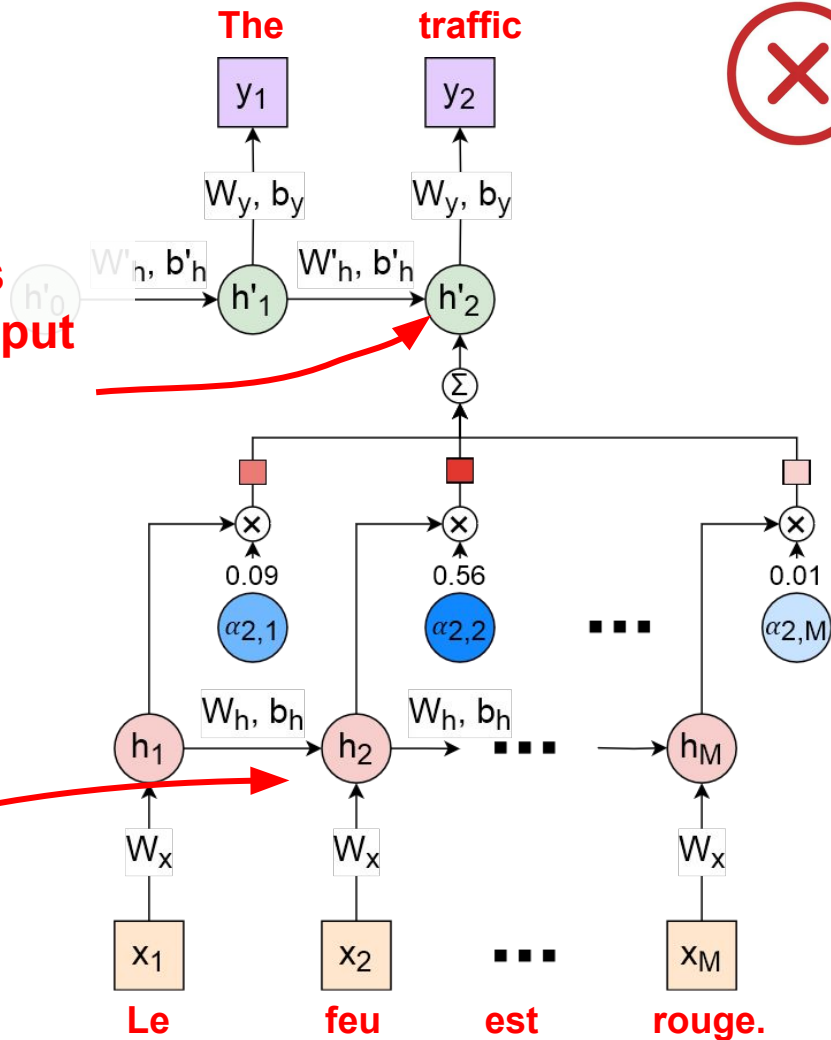 The traffic
y1 y2
Wy, by Wy, by
W'h, b'h W'h, b'h
h'0 h'1 h'2
put
Σ
× × ×
0.09 0.56 0.01
α2,1 α2,2 ... α2,M
Wh, bh Wh, bh
h1 h2 ... hM
Wx Wx Wx
x1 x2 ... xM
Le feu est rouge.